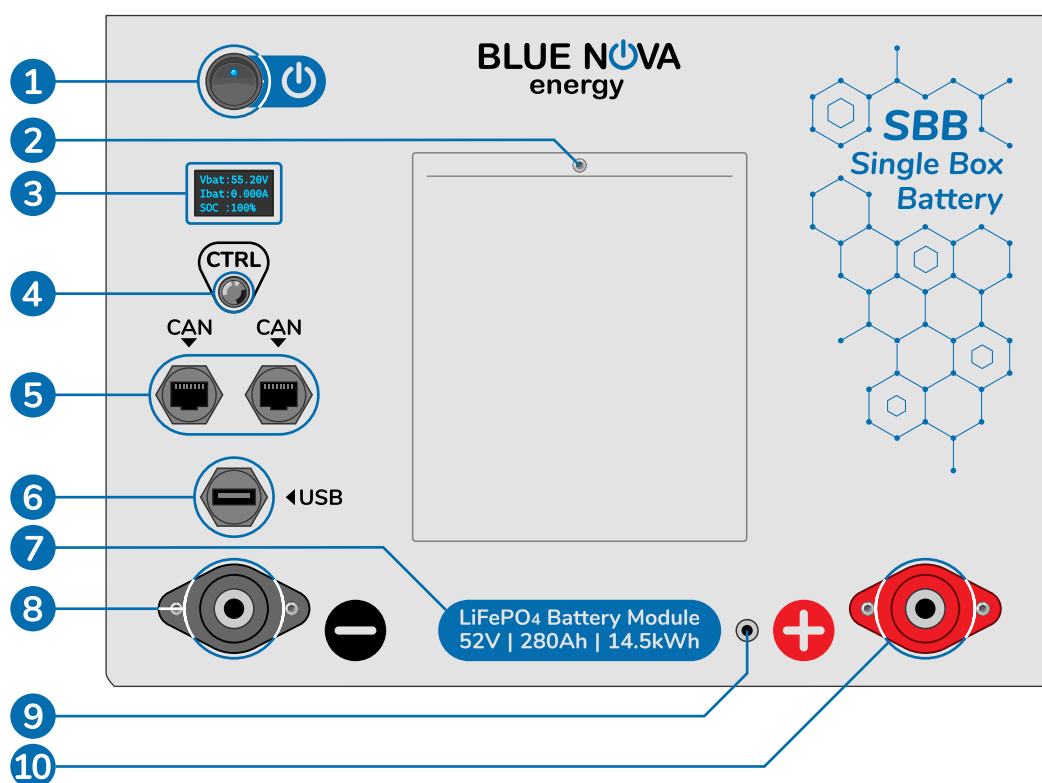 BLUE NOVA
energy
1
2
SBB
Single Box
Battery
3
Vbat:55.20V
Ibat:0.000A
SOC :100%
CTRL
4
CAN
CAN
5
6
USB
7
8
LiFePO4 Battery Module
52V | 280Ah | 14.5kWh
9
10